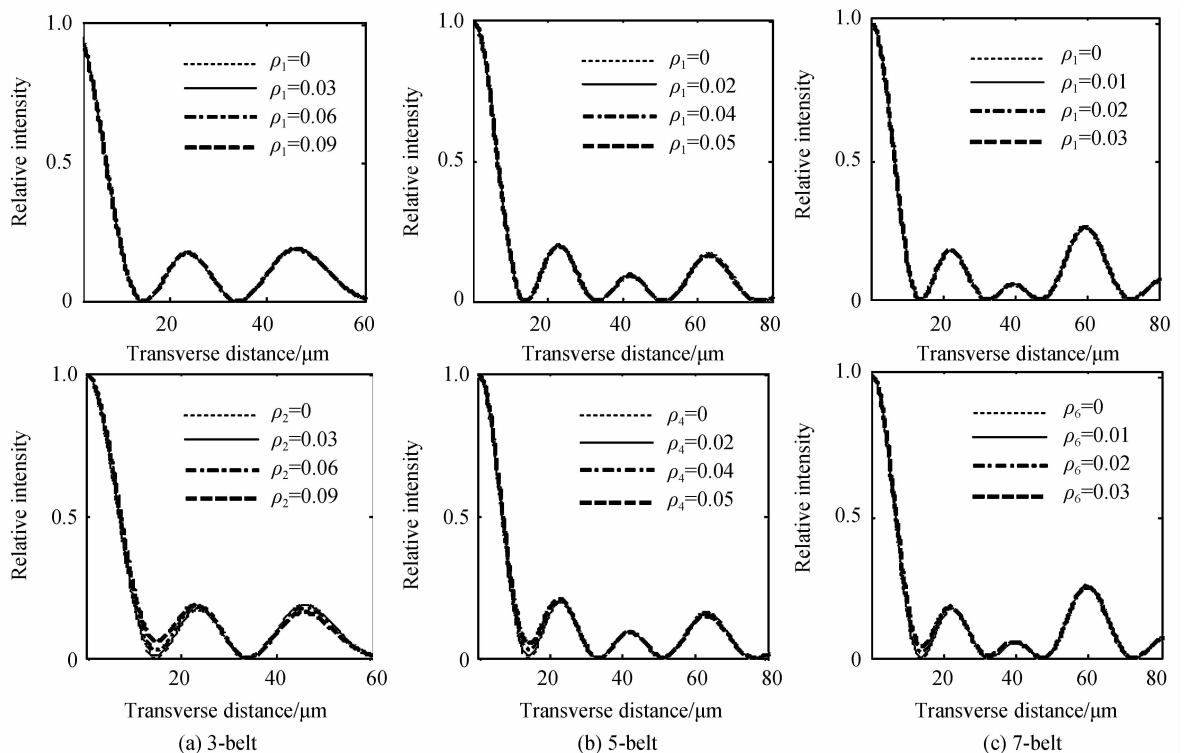 1.0
0.5
0
20
40
60
Relative intensity
Transverse distance/μm
ρ₁=0
ρ₁=0.03
ρ₁=0.06
ρ₁=0.09
1.0
0.5
0
20
40
60
80
Relative intensity
Transverse distance/μm
ρ₁=0
ρ₁=0.02
ρ₁=0.04
ρ₁=0.05
1.0
0.5
0
20
40
60
80
Relative intensity
Transverse distance/μm
ρ₁=0
ρ₁=0.01
ρ₁=0.02
ρ₁=0.03
1.0
0.5
0
20
40
60
Relative intensity
Transverse distance/μm
ρ₂=0
ρ₂=0.03
ρ₂=0.06
ρ₂=0.09
(a) 3-belt
1.0
0.5
0
20
40
60
80
Relative intensity
Transverse distance/μm
ρ₄=0
ρ₄=0.02
ρ₄=0.04
ρ₄=0.05
(b) 5-belt
1.0
0.5
0
20
40
60
80
Relative intensity
Transverse distance/μm
ρ₆=0
ρ₆=0.01
ρ₆=0.02
ρ₆=0.03
(c) 7-belt